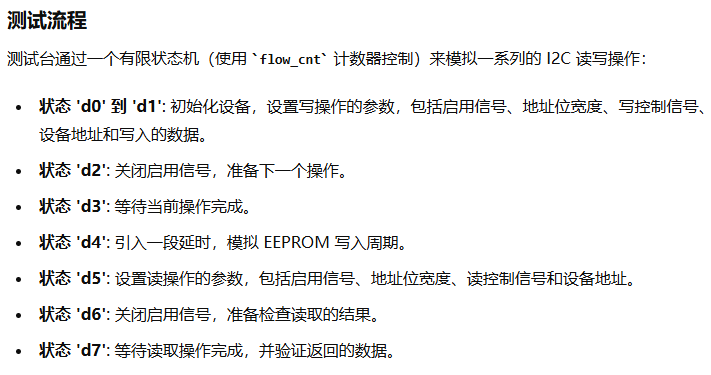 测试流程
测试台通过一个有限状态机（使用 `flow_cnt` 计数器控制）来模拟一系列的 I2C 读写操作：
• 状态 'd0' 到 'd1': 初始化设备，设置写操作的参数，包括启用信号、地址位宽度、写控制信号、
设备地址和写入的数据。
• 状态 'd2': 关闭启用信号，准备下一个操作。
• 状态 'd3': 等待当前操作完成。
• 状态 'd4': 引入一段延时，模拟 EEPROM 写入周期。
• 状态 'd5': 设置读操作的参数，包括启用信号、地址位宽度、读控制信号和设备地址。
• 状态 'd6': 关闭启用信号，准备检查读取的结果。
• 状态 'd7': 等待读取操作完成，并验证返回的数据。